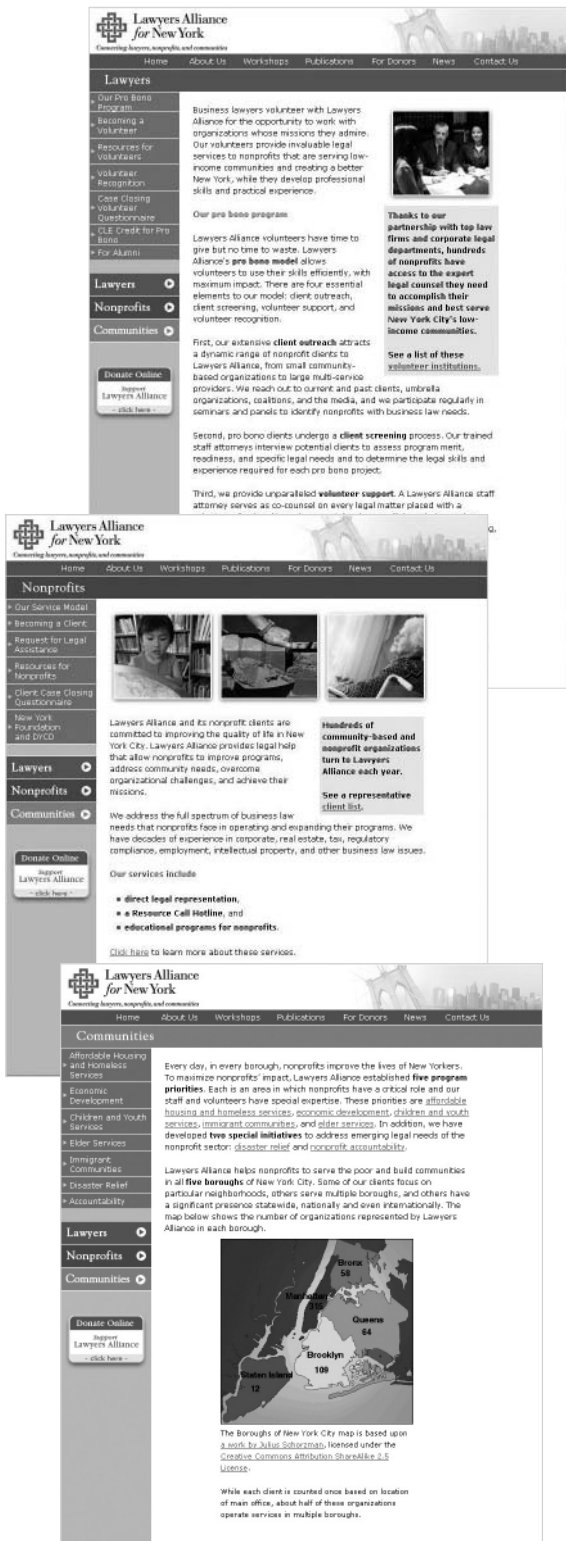 Lawyers Alliance
for New York
Connecting lawyers, nonprofits, and communities
Home About Us Workshops Publications For Donors News Contact Us
Lawyers
Our Pro Bono
Program
Becoming a
Volunteer
Resources for
Volunteers
Volunteer
Recognition
Case Closing
Volunteer
Questionnaire
CLE Credit for Pro
Bono
For Alumni
Lawyers
Nonprofits
Communities
Donate Online
Support
Lawyers Alliance
- click here -
Business lawyers volunteer with Lawyers
Alliance for the opportunity to work with
organizations whose missions they admire.
Our volunteers provide invaluable legal
services to nonprofits that are serving low-
income communities and creating a better
New York, while they develop professional
skills and practical experience.
Our pro bono program
Lawyers Alliance volunteers have time to
give but no time to waste. Lawyers
Alliance's pro bono model allows
volunteers to use their skills efficiently, with
maximum impact. There are four essential
elements to our model: client outreach,
client screening, volunteer support, and
volunteer recognition.
First, our extensive client outreach attracts
a dynamic range of nonprofit clients to
Lawyers Alliance, from small community-
based organizations to large multi-service
providers. We reach out to current and past clients, umbrella
organizations, coalitions, and the media, and we participate regularly in
seminars and panels to identify nonprofits with business law needs.
Second, pro bono clients undergo a client screening process. Our trained
staff attorneys interview potential clients to assess program merit,
readiness, and specific legal needs and to determine the legal skills and
experience required for each pro bono project.
Third, we provide unparalleled volunteer support. A Lawyers Alliance staff
attorney serves as co-counsel on every legal matter placed with a
Thanks to our
partnership with top law
firms and corporate legal
departments, hundreds
of nonprofits have
access to the expert
legal counsel they need
to accomplish their
missions and best serve
New York City's low-
income communities.
See a list of these
volunteer institutions.
Lawyers Alliance
for New York
Connecting lawyers, nonprofits, and communities
Home About Us Workshops Publications For Donors News Contact Us
Nonprofits
Our Service Model
Becoming a Client
Request for Legal
Assistance
Resources for
Nonprofits
Client Case Closing
Questionnaire
New York
Foundation
and DYCD
Lawyers
Nonprofits
Communities
Donate Online
Support
Lawyers Alliance
- click here -
Lawyers Alliance and its nonprofit clients are
committed to improving the quality of life in New
York City. Lawyers Alliance provides legal help
that allow nonprofits to improve programs,
address community needs, overcome
organizational challenges, and achieve their
missions.
We address the full spectrum of business law
needs that nonprofits face in operating and expanding their programs. We
have decades of experience in corporate, real estate, tax, regulatory
compliance, employment, intellectual property, and other business law issues.
Our services include
direct legal representation,
a Resource Call Hotline, and
educational programs for nonprofits.
Click here to learn more about these services.
Hundreds of
community-based and
nonprofit organizations
turn to Lawyers
Alliance each year.
See a representative
client list.
Lawyers Alliance
for New York
Connecting lawyers, nonprofits, and communities
Home About Us Workshops Publications For Donors News Contact Us
Communities
Affordable Housing
and Homeless
Services
Economic
Development
Children and Youth
Services
Elder Services
Immigrant
Communities
Disaster Relief
Accountability
Lawyers
Nonprofits
Communities
Donate Online
Support
Lawyers Alliance
- click here -
Every day, in every borough, nonprofits improve the lives of New Yorkers.
To maximize nonprofits' impact, Lawyers Alliance established five program
priorities. Each is an area in which nonprofits have a critical role and our
staff and volunteers have special expertise. These priorities are affordable
housing and homeless services, economic development, children and youth
services, immigrant communities, and elder services. In addition, we have
developed two special initiatives to address emerging legal needs of the
nonprofit sector: disaster relief and nonprofit accountability.
Lawyers Alliance helps nonprofits to serve the poor and build communities
in all five boroughs of New York City. Some of our clients focus on
particular neighborhoods, others serve multiple boroughs, and others have
a significant presence statewide, nationally and even internationally. The
map below shows the number of organizations represented by Lawyers
Alliance in each borough.
Bronx
58
Manhattan
315
Queens
64
Brooklyn
109
Staten Island
12
The Boroughs of New York City map is based upon
a work by Julius Schorzman, licensed under the
Creative Commons Attribution ShareAlike 2.5
License.
While each client is counted once based on location
of main office, about half of these organizations
operate services in multiple boroughs.